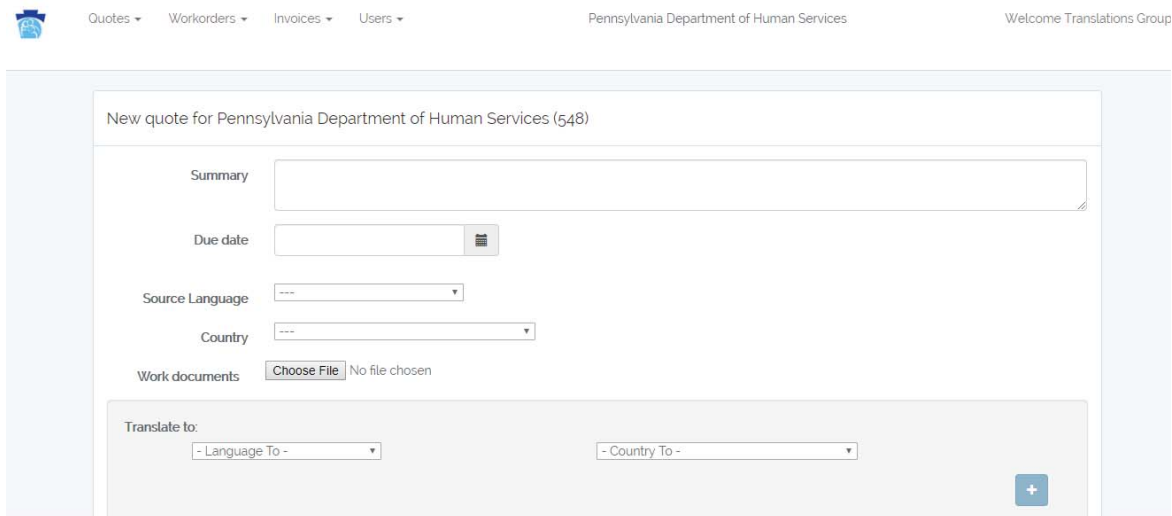 Quotes Workorders Invoices Users Pennsylvania Department of Human Services Welcome Translations Group
New quote for Pennsylvania Department of Human Services (548)
Summary
Due date
Source Language ---
Country ---
Work documents Choose File No file chosen
Translate to:
- Language To - - Country To -
+